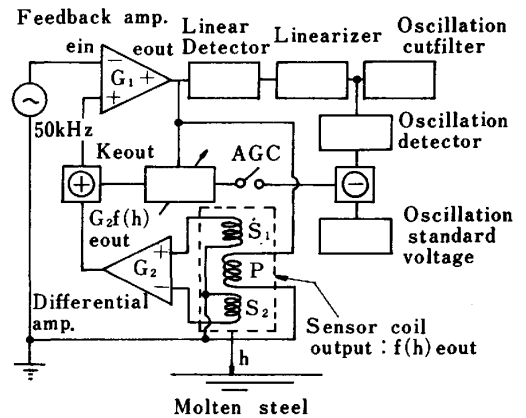 Feedback amp.
Linear
Detector
Linearizer
Oscillation
cutfilter
ein
eout
G₁
−
+
+
50kHz
Keout
AGC
Oscillation
detector
+
−
G₂f(h)
eout
Oscillation
standard
voltage
S₁
P
S₂
G₂
+
−
Differential
amp.
Sensor coil
output : f(h) eout
h
Molten steel